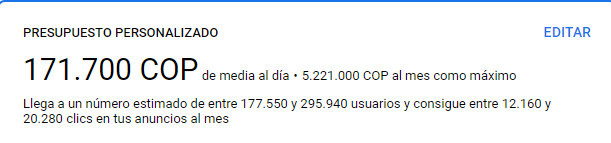 PRESUPUESTO PERSONALIZADO EDITAR
171.700 COP de media al día • 5.221.000 COP al mes como máximo
Llega a un número estimado de entre 177.550 y 295.940 usuarios y consigue entre 12.160 y
20.280 clics en tus anuncios al mes